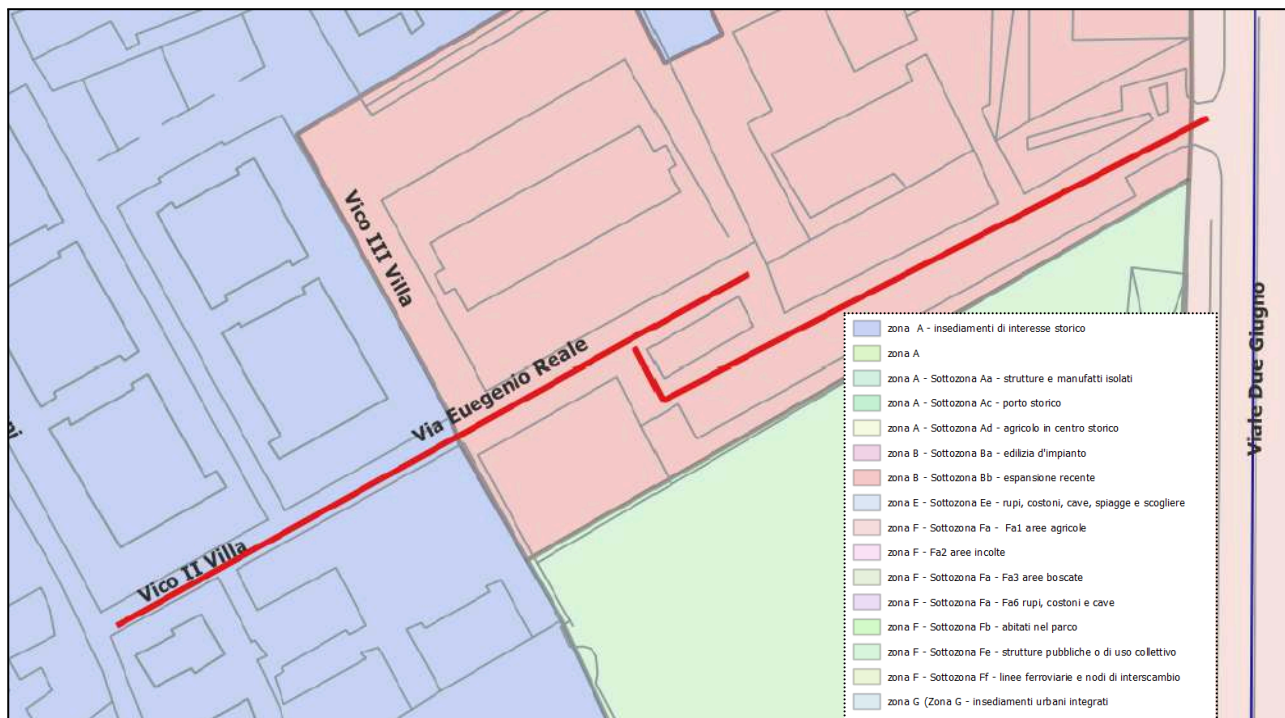 Vico III Villa
Via Euegenio Reale
Vico II Villa
Viale Due Giugno
zona A - insediamenti di interesse storico
zona A
zona A - Sottozona Aa - strutture e manufatti isolati
zona A - Sottozona Ac - porto storico
zona A - Sottozona Ad - agricolo in centro storico
zona B - Sottozona Ba - edilizia d'impianto
zona B - Sottozona Bb - espansione recente
zona E - Sottozona Ee - rupi, costoni, cave, spiagge e scogliere
zona F - Sottozona Fa - Fa1 aree agricole
zona F - Fa2 aree incolte
zona F - Sottozona Fa - Fa3 aree boscate
zona F - Sottozona Fa - Fa6 rupi, costoni e cave
zona F - Sottozona Fb - abitati nel parco
zona F - Sottozona Fe - strutture pubbliche o di uso collettivo
zona F - Sottozona Ff - linee ferroviarie e nodi di interscambio
zona G (Zona G - insediamenti urbani integrati